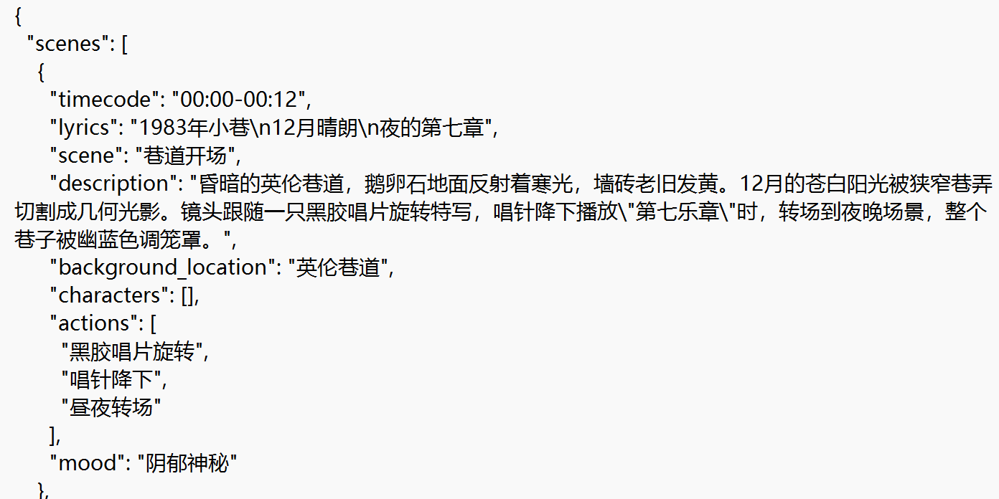 {
"scenes": [
{
"timecode": "00:00-00:12",
"lyrics": "1983年小巷\n12月晴朗\n夜的第七章",
"scene": "巷道开场",
"description": "昏暗的英伦巷道，鹅卵石地面反射着寒光，墙砖老旧发黄。12月的苍白阳光被狭窄巷弄
切割成几何光影。镜头跟随一只黑胶唱片旋转特写，唱针降下播放\"第七乐章\"时，转场到夜晚场景，整个
巷子被幽蓝色调笼罩。",
"background_location": "英伦巷道",
"characters": [],
"actions": [
"黑胶唱片旋转",
"唱针降下",
"昼夜转场"
],
"mood": "阴郁神秘"
},